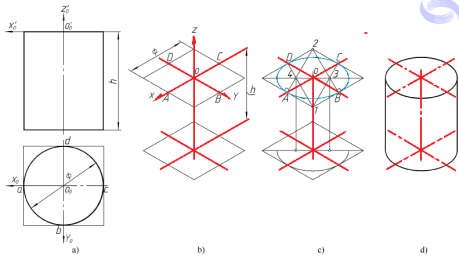 Z'₀
X'₀ O'₀
h
d
X₀ a O₀ c
b
Y₀
a)
Z
D C
O
X A B Y
h
b)
2
D C
4 O 3
A B
1
c)
d)